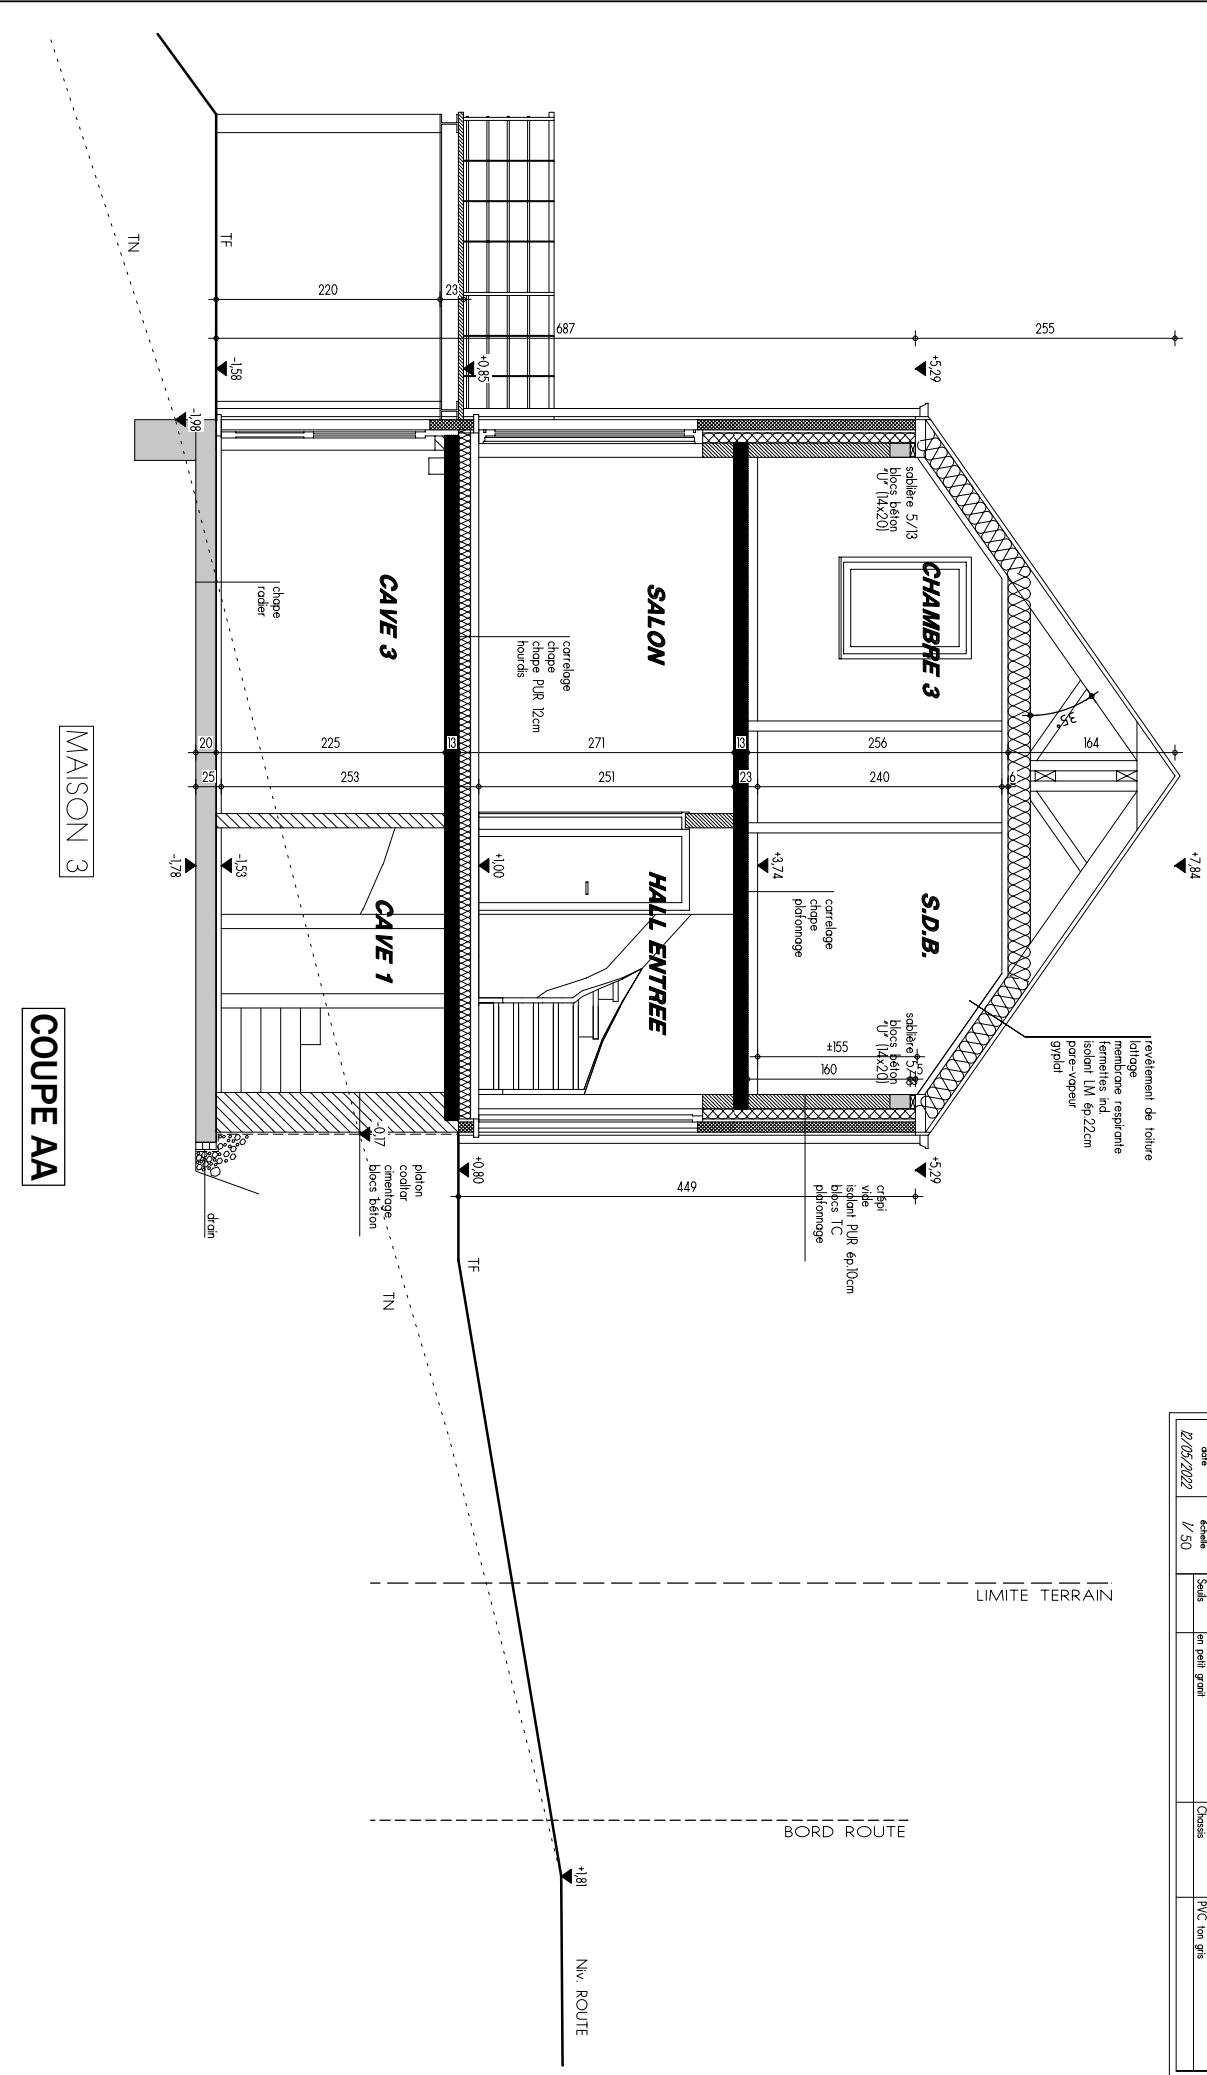 revêtement de toiture
lattage
membrane respirante
fermettes ind.
isolant LM ép.22cm
pare-vapeur
gyplat
LIMITE TERRAIN
BORD ROUTE
+7,84
255
164
35°
+5,29
+5,29
6
sablière 5/13
blocs béton
"U" (14x20)
CHAMBRE 3
S.D.B.
sablière 5/13
blocs béton
"U" (14x20)
256
240
±155
160
5
crépi
vide
isolant PUR ép.10cm
blocs TC
plafonnage
carrelage
chape
plafonnage
+3,74
13
23
687
449
SALON
HALL ENTREE
271
251
carrelage
chape
chape PUR 12cm
hourdis
+1,00
+0,85
+0,80
13
23
TF
+1,81
Niv. ROUTE
CAVE 3
CAVE 1
220
225
253
platon
coaltar
cimentage
blocs béton
-0,17
TN
chape
radier
drain
-1,58
-1,53
TF
20
25
-1,98
-1,78
TN
MAISON 3
COUPE AA
date
12/05/2022
échelle
1/ 50
Seuils
en petit granit
Chassis
PVC ton gris